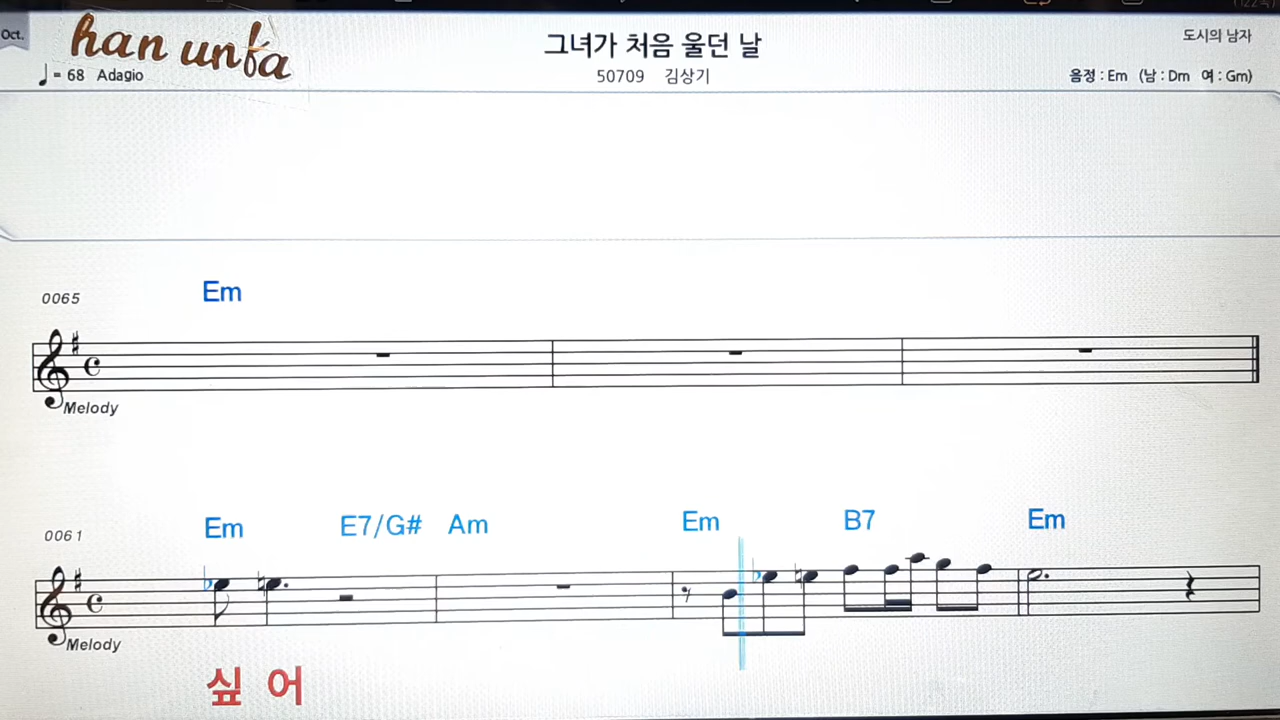 Oct.
han unfa
그녀가 처음 울던 날
도시의 남자
♩ = 68 Adagio
50709 김상기
음정 : Em (남 : Dm 여 : Gm)
0065
Em
Melody
0061
Em E7/G# Am Em B7 Em
Melody
싶 어